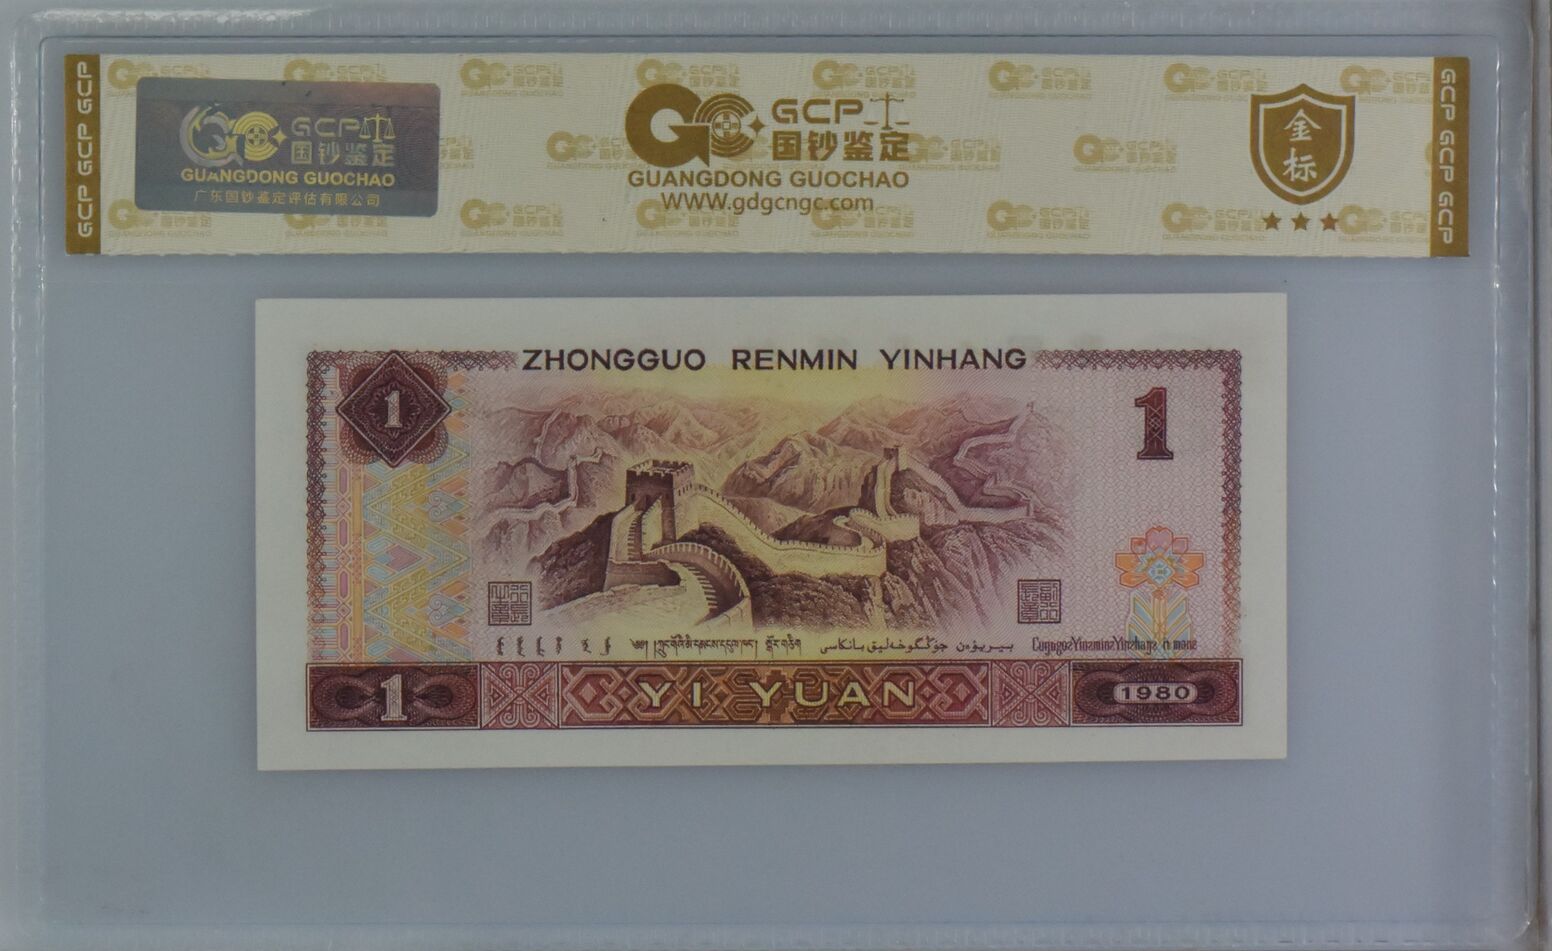 GCP GCP GCP
GCP
国钞鉴定
GUANGDONG GUOCHAO
广东国钞鉴定评估有限公司
GCP
国钞鉴定
GUANGDONG GUOCHAO
WWW.gdgcngc.com
金
标
GCP GCP GCP
ZHONGGUO RENMIN YINHANG
1
1
YI YUAN
1
1980